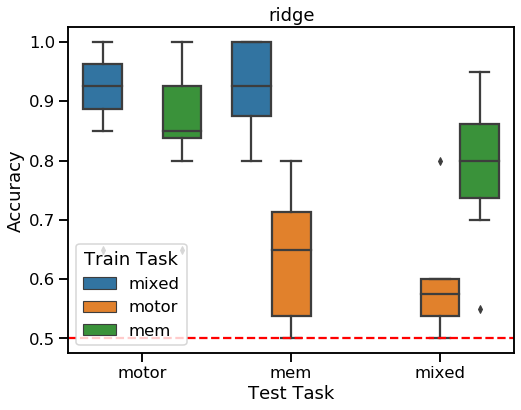 ridge
1.0
0.9
0.8
0.7
0.6
0.5
Accuracy
Train Task
mixed
motor
mem
motor
mem
mixed
Test Task